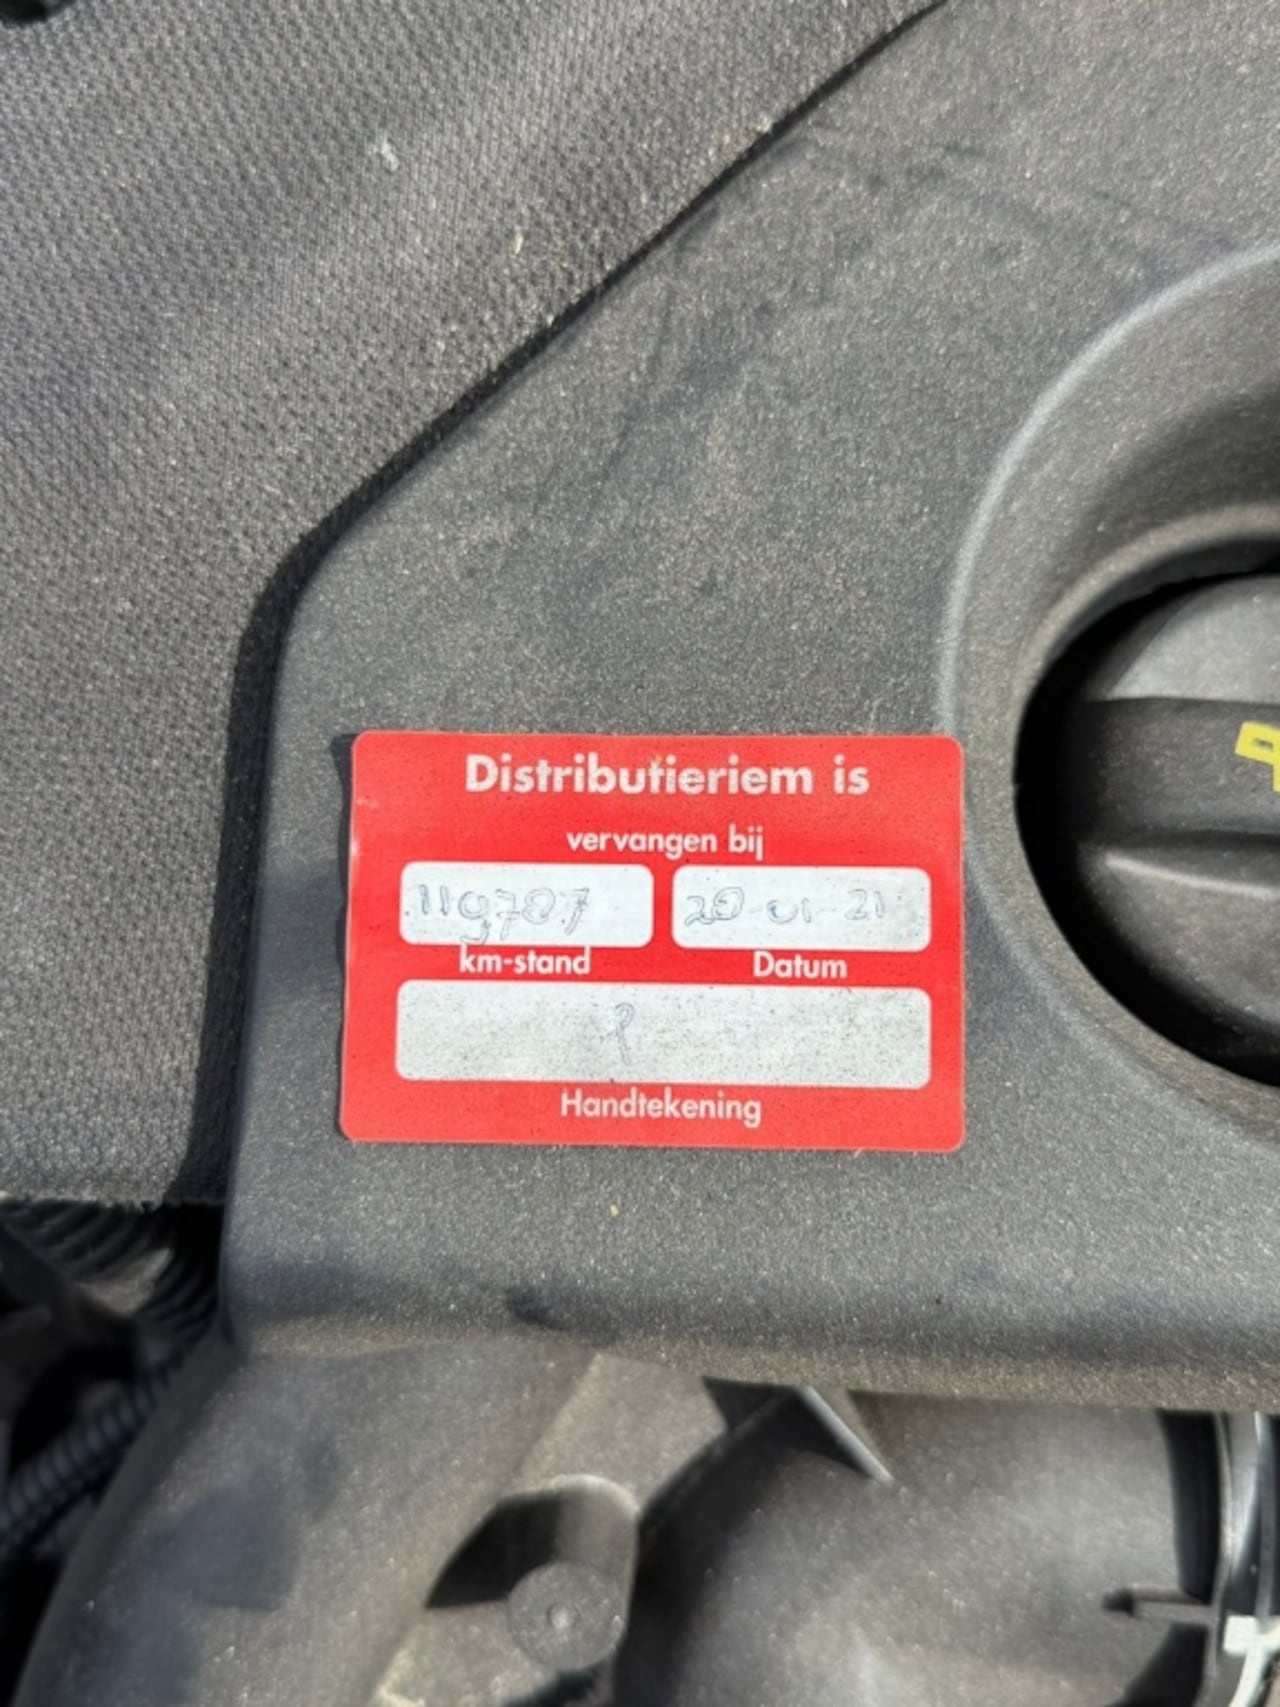 Distributieriem is
vervangen bij
119787 20-01-21
km-stand Datum
Handtekening